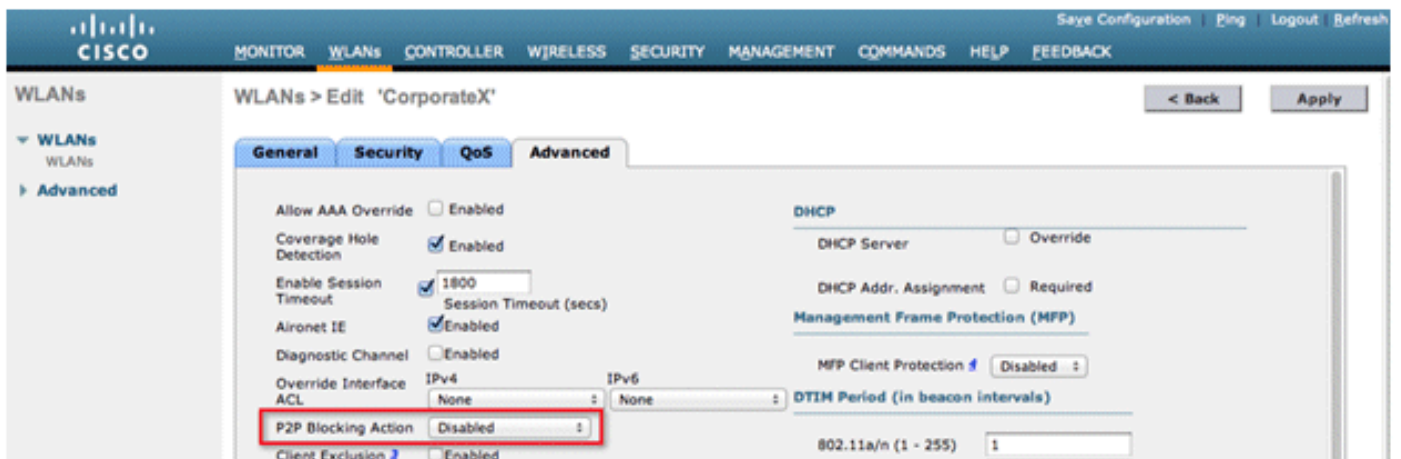 Save Configuration | Ping | Logout | Refresh
CISCO
MONITOR WLANs CONTROLLER WIRELESS SECURITY MANAGEMENT COMMANDS HELP FEEDBACK
WLANs
WLANs > Edit 'CorporateX'
< Back
Apply
WLANs
WLANs
Advanced
General Security QoS Advanced
Allow AAA Override Enabled
Coverage Hole
Detection
Enabled
Enable Session
Timeout
1800
Session Timeout (secs)
Aironet IE Enabled
Diagnostic Channel Enabled
Override Interface
ACL
IPv4 IPv6
None None
P2P Blocking Action Disabled
Client Exclusion 2 Enabled
DHCP
DHCP Server Override
DHCP Addr. Assignment Required
Management Frame Protection (MFP)
MFP Client Protection 4 Disabled
DTIM Period (in beacon intervals)
802.11a/n (1 - 255) 1